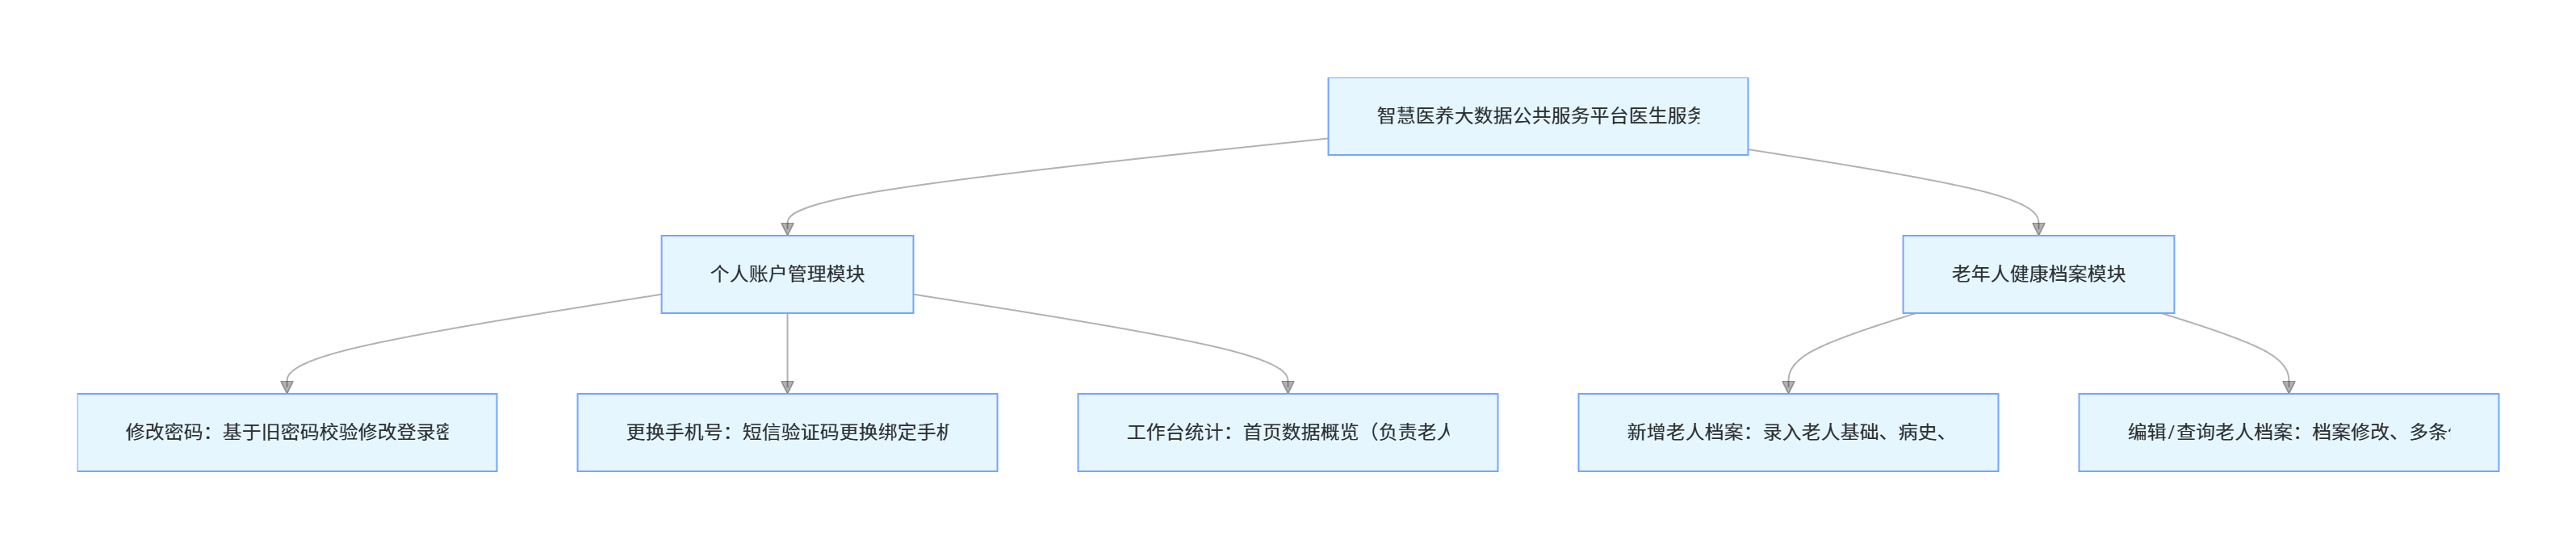 智慧医养大数据公共服务平台医生服务
个人账户管理模块
老年人健康档案模块
修改密码：基于旧密码校验修改登录密
更换手机号：短信验证码更换绑定手机
工作台统计：首页数据概览（负责老人
新增老人档案：录入老人基础、病史、
编辑/查询老人档案：档案修改、多条